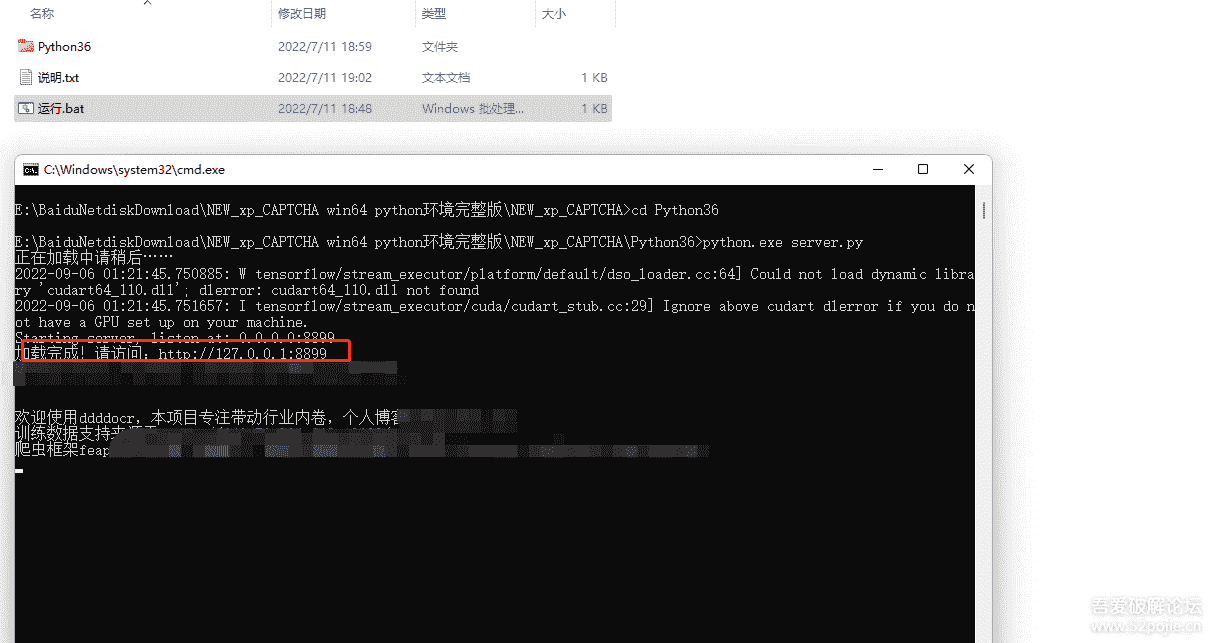 名称 修改日期 类型 大小
Python36 2022/7/11 18:59 文件夹
说明.txt 2022/7/11 19:02 文本文档 1 KB
运行.bat 2022/7/11 18:48 Windows 批处理... 1 KB
C:\Windows\system32\cmd.exe
E:\BaiduNetdiskDownload\NEW_xp_CAPTCHA win64 python环境完整版\NEW_xp_CAPTCHA>cd Python36
E:\BaiduNetdiskDownload\NEW_xp_CAPTCHA win64 python环境完整版\NEW_xp_CAPTCHA\Python36>python.exe server.py
正在加载中请稍后……
2022-09-06 01:21:45.750885: W tensorflow/stream_executor/platform/default/dso_loader.cc:64] Could not load dynamic libra
ry 'cudart64_110.dll'; dlerror: cudart64_110.dll not found
2022-09-06 01:21:45.751657: I tensorflow/stream_executor/cuda/cudart_stub.cc:29] Ignore above cudart dlerror if you do n
ot have a GPU set up on your machine.
Starting server, listen at: 0.0.0.0:8899
加载完成！请访问：http://127.0.0.1:8899
欢迎使用ddddocr，本项目专注带动行业内卷，个人博客
训练数据支持来源
爬虫框架feap
吾爱破解论坛
www.52pojie.cn